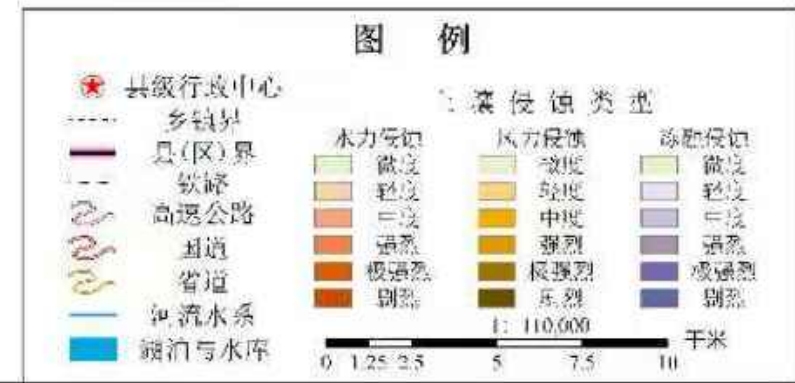 图 例
县级行政中心
乡镇界
县(区)界
铁路
高速公路
国道
省道
河流水系
湖泊与水库
土壤侵蚀类型
水力侵蚀 风力侵蚀 冻融侵蚀
微度 微度 微度
轻度 轻度 轻度
中度 中度 中度
强烈 强烈 强烈
极强烈 极强烈 极强烈
剧烈 剧烈 剧烈
1: 110,000
0 1.25 2.5 5 7.5 10 千米